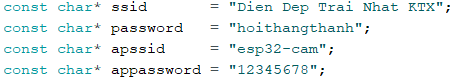 const char* ssid = "Dien Dep Trai Nhat KTX";
const char* password = "hoithangthanh";
const char* apssid = "esp32-cam";
const char* appassword = "12345678";